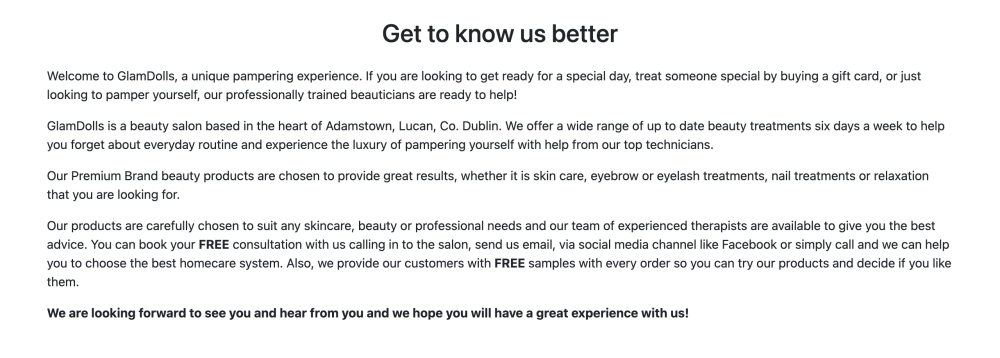 Get to know us better
Welcome to GlamDolls, a unique pampering experience. If you are looking to get ready for a special day, treat someone special by buying a gift card, or just
looking to pamper yourself, our professionally trained beauticians are ready to help!
GlamDolls is a beauty salon based in the heart of Adamstown, Lucan, Co. Dublin. We offer a wide range of up to date beauty treatments six days a week to help
you forget about everyday routine and experience the luxury of pampering yourself with help from our top technicians.
Our Premium Brand beauty products are chosen to provide great results, whether it is skin care, eyebrow or eyelash treatments, nail treatments or relaxation
that you are looking for.
Our products are carefully chosen to suit any skincare, beauty or professional needs and our team of experienced therapists are available to give you the best
advice. You can book your FREE consultation with us calling in to the salon, send us email, via social media channel like Facebook or simply call and we can help
you to choose the best homecare system. Also, we provide our customers with FREE samples with every order so you can try our products and decide if you like
them.
We are looking forward to see you and hear from you and we hope you will have a great experience with us!